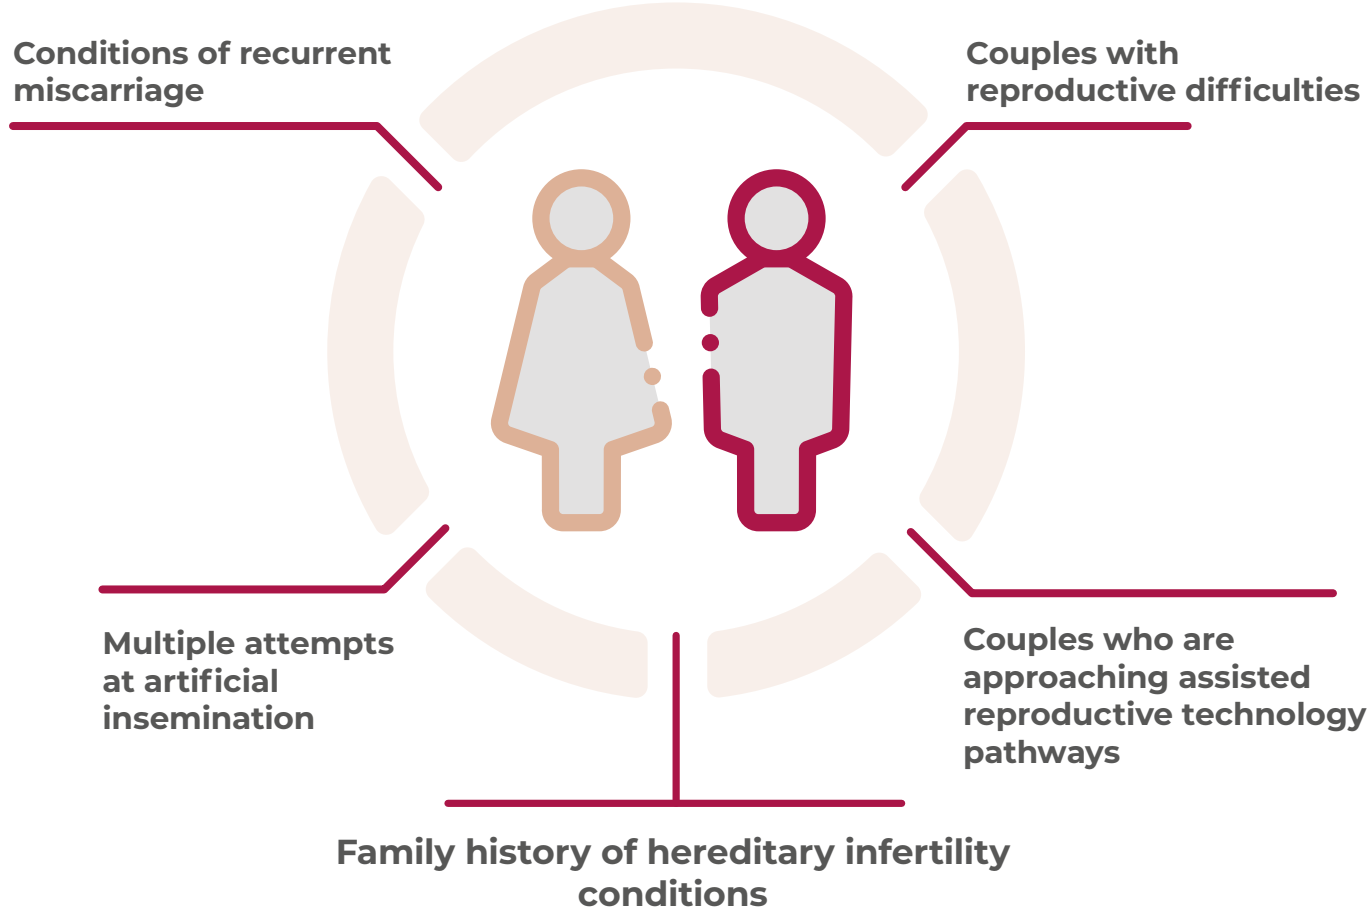 Conditions of recurrent
miscarriage
Couples with
reproductive difficulties
Multiple attempts
at artificial
insemination
Couples who are
approaching assisted
reproductive technology
pathways
Family history of hereditary infertility
conditions